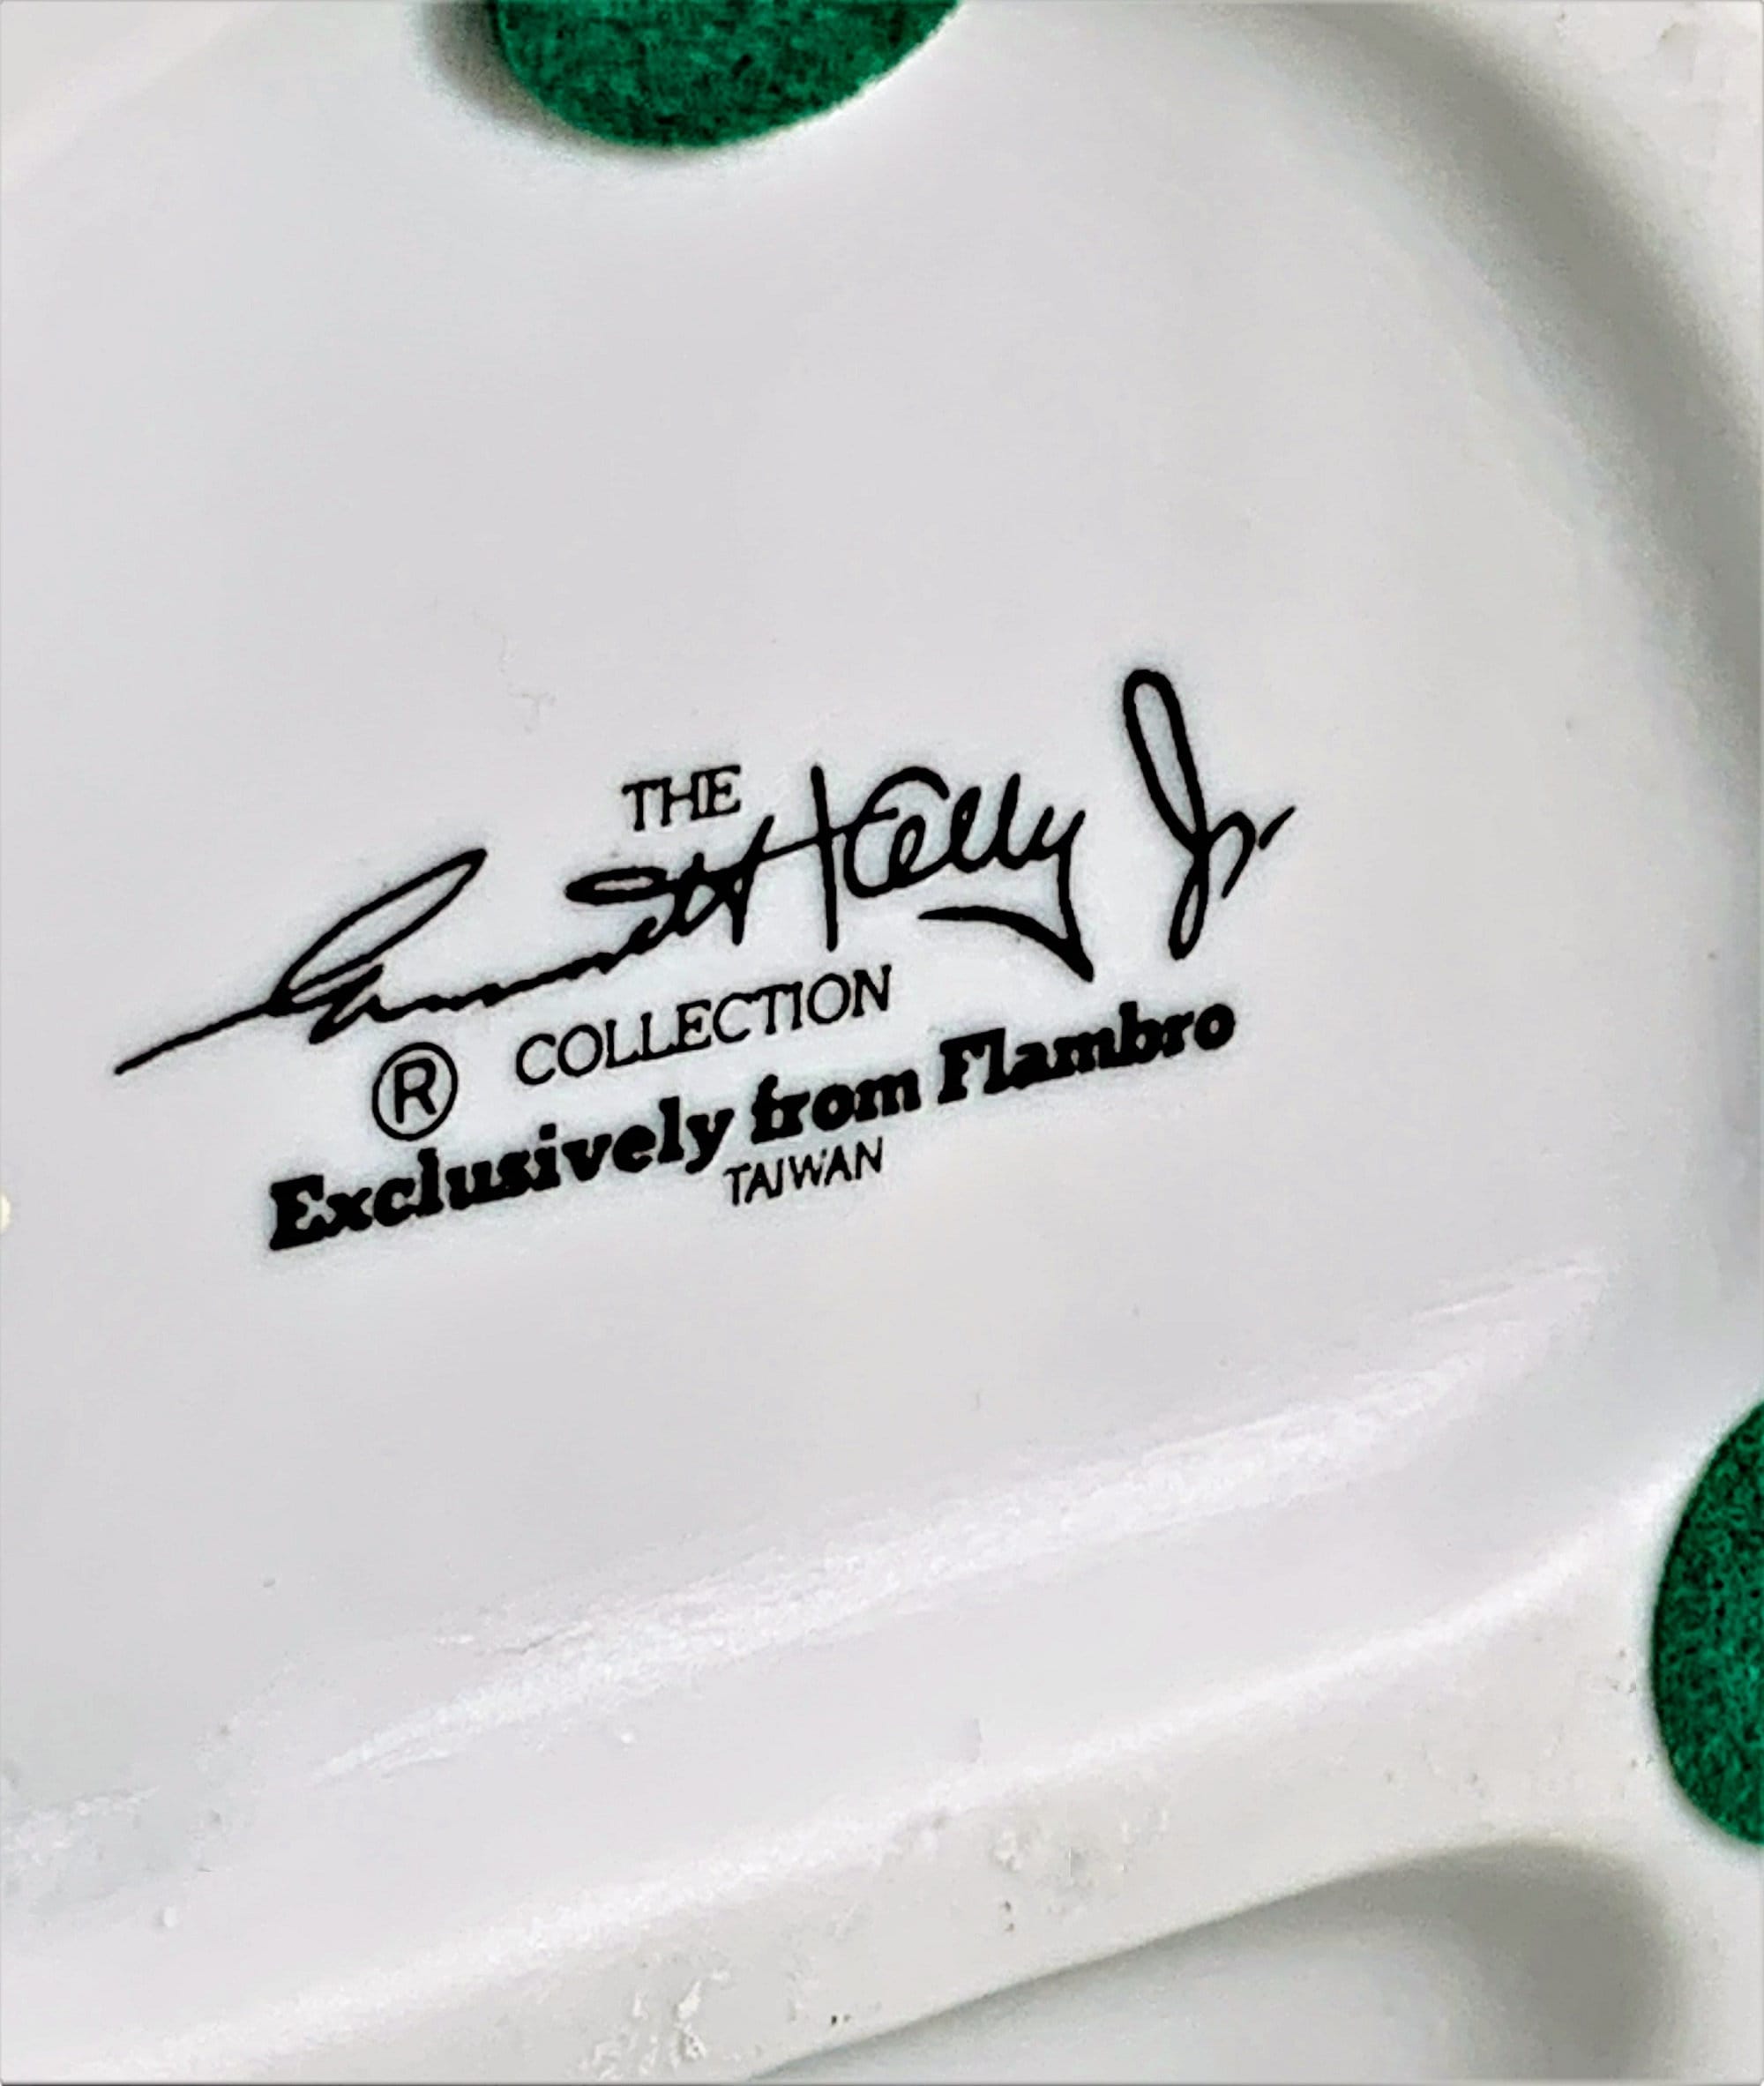 THE
Emmett Kelly Jr.
® COLLECTION
Exclusively from Flambro
TAIWAN